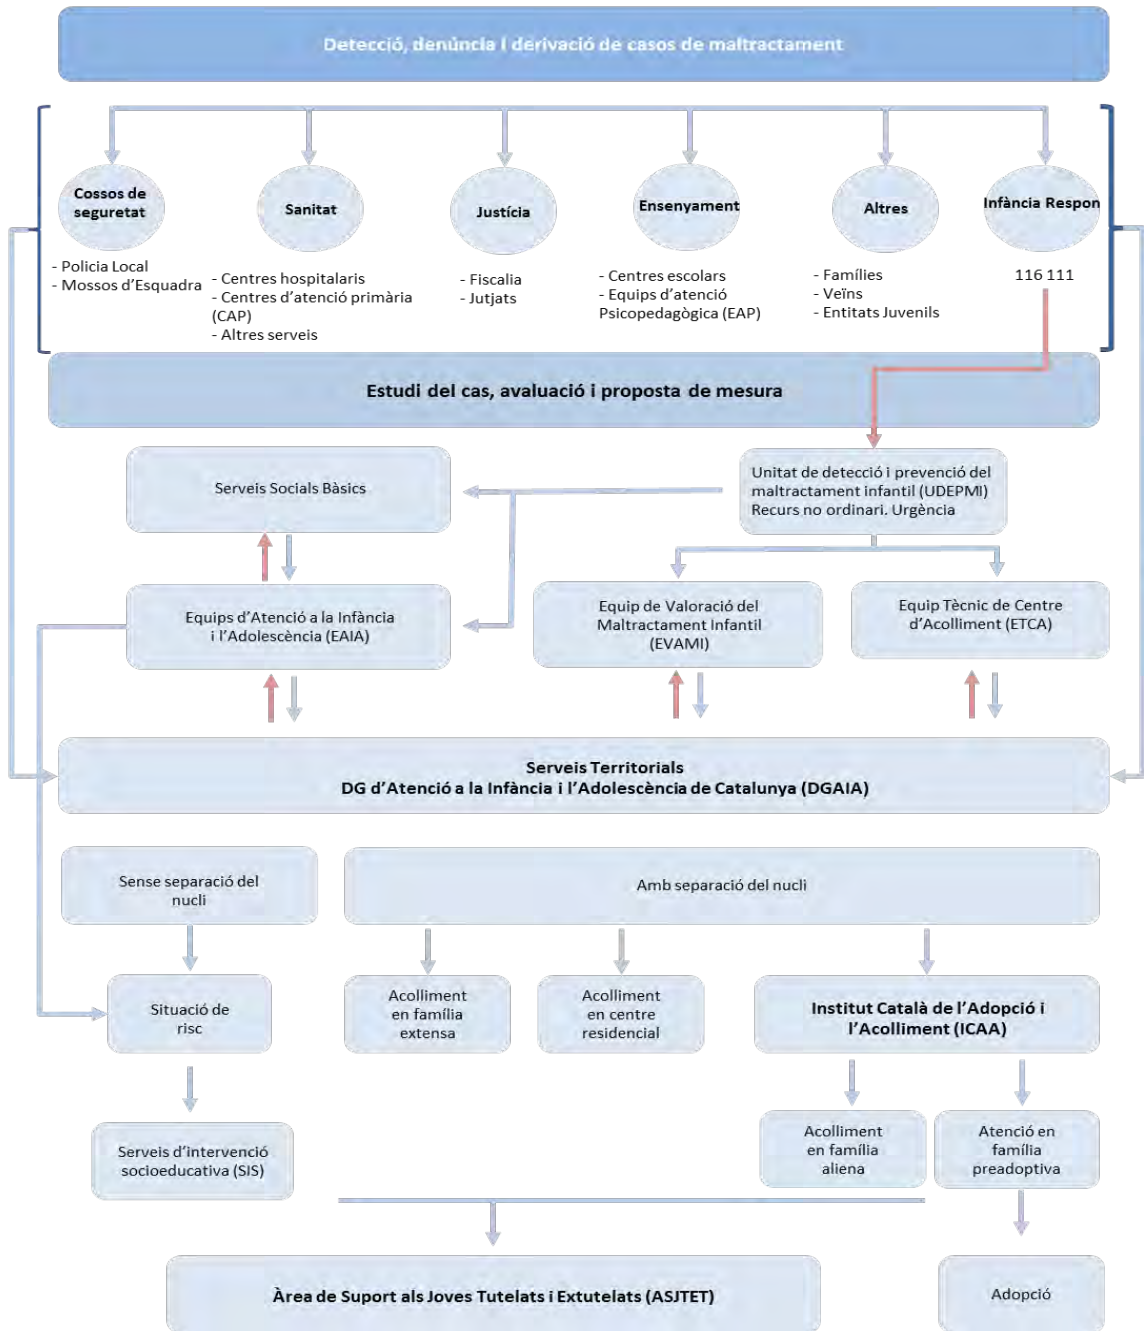 Detecció, denúncia i derivació de casos de maltractament
Cossos de
seguretat
- Policia Local
- Mossos d'Esquadra
Sanitat
- Centres hospitalaris
- Centres d'atenció primària
(CAP)
- Altres serveis
Justícia
- Fiscalia
- Jutjats
Ensenyament
- Centres escolars
- Equips d'atenció
Psicopedagògica (EAP)
Altres
- Famílies
- Veïns
- Entitats Juvenils
Infància Respon
116 111
Estudi del cas, avaluació i proposta de mesura
Serveis Socials Bàsics
Unitat de detecció i prevenció del
maltractament infantil (UDEPMI)
Recurs no ordinari. Urgència
Equips d'Atenció a la Infància
i l'Adolescència (EAIA)
Equip de Valoració del
Maltractament Infantil
(EVAMI)
Equip Tècnic de Centre
d'Acolliment (ETCA)
Serveis Territorials
DG d'Atenció a la Infància i l'Adolescència de Catalunya (DGAIA)
Sense separació del
nucli
Amb separació del nucli
Situació de
risc
Acolliment
en família
extensa
Acolliment
en centre
residencial
Institut Català de l'Adopció i
l'Acolliment (ICAA)
Serveis d'intervenció
socioeducativa (SIS)
Acolliment
en família
aliena
Atenció en
família
preadoptiva
Àrea de Suport als Joves Tutelats i Extutelats (ASJTET)
Adopció